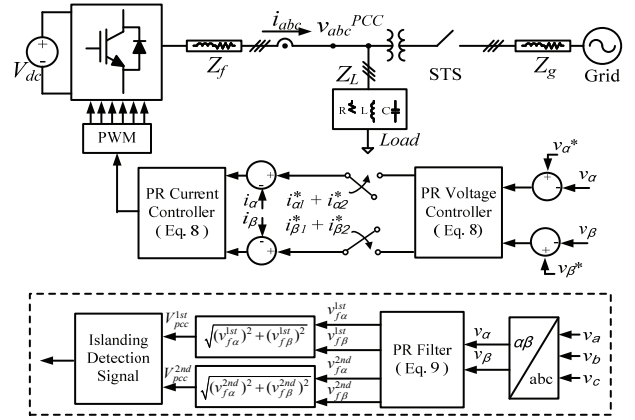 i_abc
v_abc^PCC
V_dc
Z_f
Z_L
STS
Z_g
Grid
R L C
Load
PWM
PR Current
Controller
( Eq. 8 )
i_α
i_β
i*_α1 + i*_α2
i*_β1 + i*_β2
PR Voltage
Controller
( Eq. 8)
v_α*
v_α
v_β
v_β*
Islanding
Detection
Signal
V_pcc^1st
V_pcc^2nd
√(v_fα^1st)^2 + (v_fβ^1st)^2
√(v_fα^2nd)^2 + (v_fβ^2nd)^2
v_fα^1st
v_fβ^1st
v_fα^2nd
v_fβ^2nd
PR Filter
( Eq. 9 )
v_α
v_β
αβ
abc
v_a
v_b
v_c